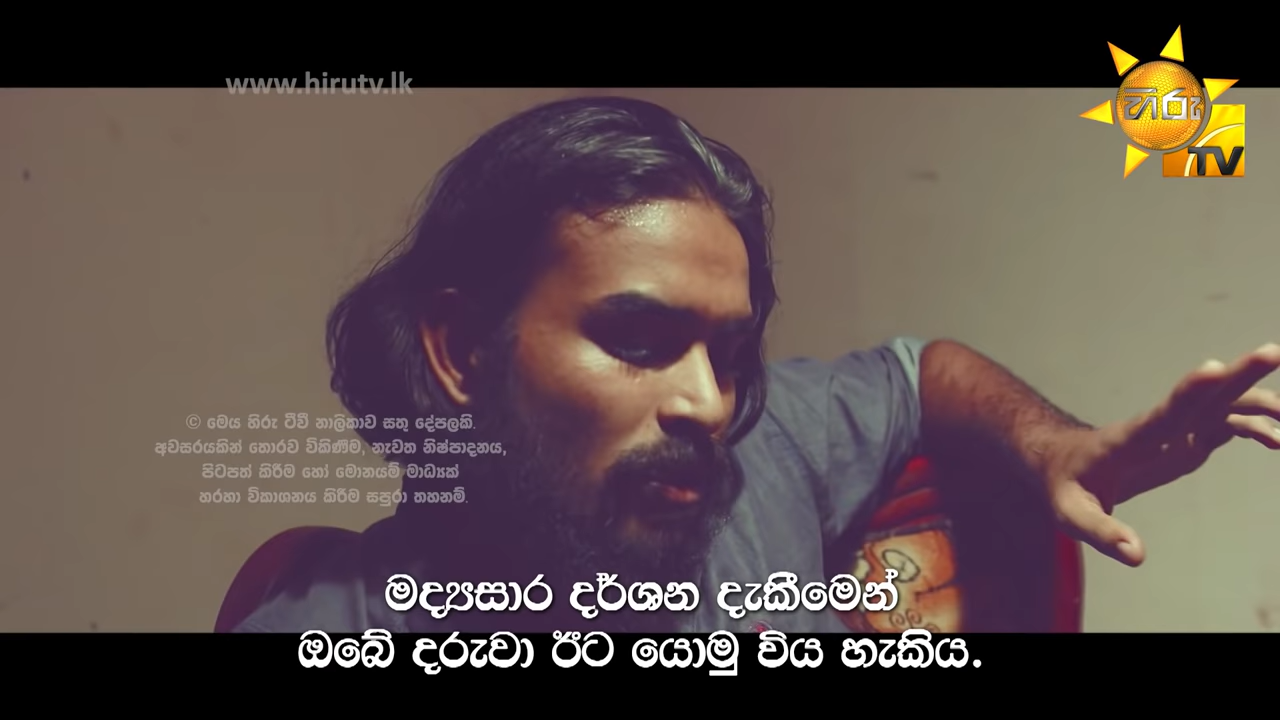 www.hirutv.lk
හිරු
TV
© මෙය හිරු ටීවී නාලිකාව සතු දේපලකි.
අවසරයකින් තොරව විකිණීම, නැවත නිෂ්පාදනය,
පිටපත් කිරීම හෝ මොනයම් මාධ්‍යක්
හරහා විකාශනය කිරීම සපුරා තහනම්.
මද්‍යසාර දර්ශන දැකීමෙන්
ඔබේ දරුවා ඊට යොමු විය හැකිය.